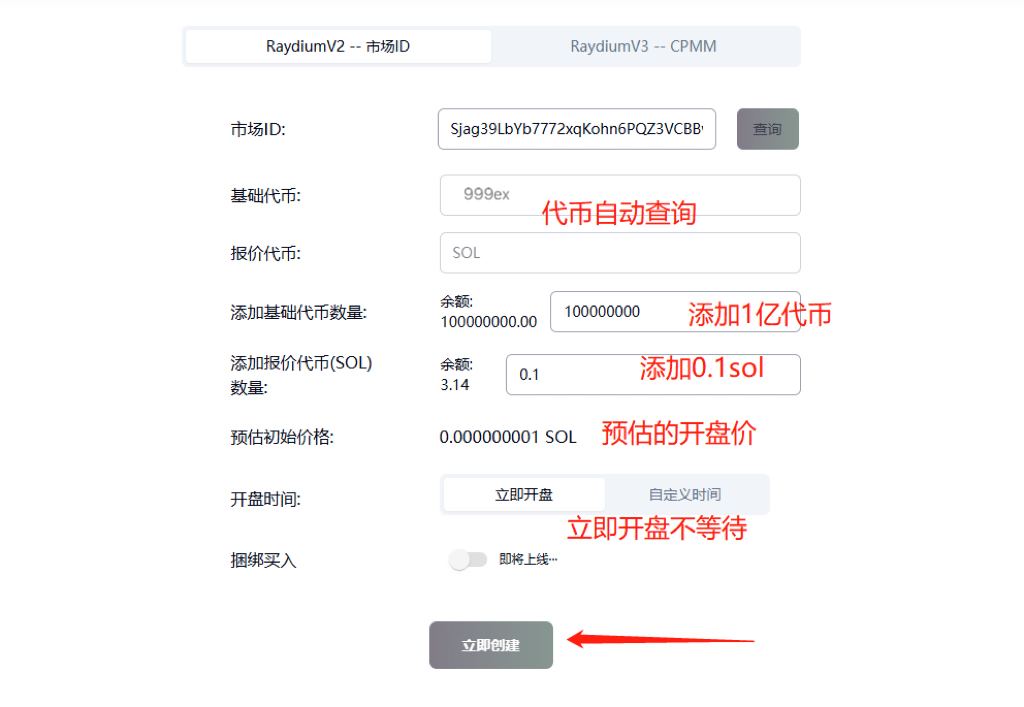 RaydiumV2 -- 市场ID RaydiumV3 -- CPMM
市场ID: Sjag39LbYb7772xqKohn6PQZ3VCBB 查询
基础代币: 999ex
代币自动查询
报价代币: SOL
添加基础代币数量: 余额: 100000000.00 100000000 添加1亿代币
添加报价代币(SOL)
数量: 余额: 3.14 0.1 添加0.1sol
预估初始价格: 0.000000001 SOL 预估的开盘价
开盘时间: 立即开盘 自定义时间
立即开盘不等待
捆绑买入 即将上线···
立即创建